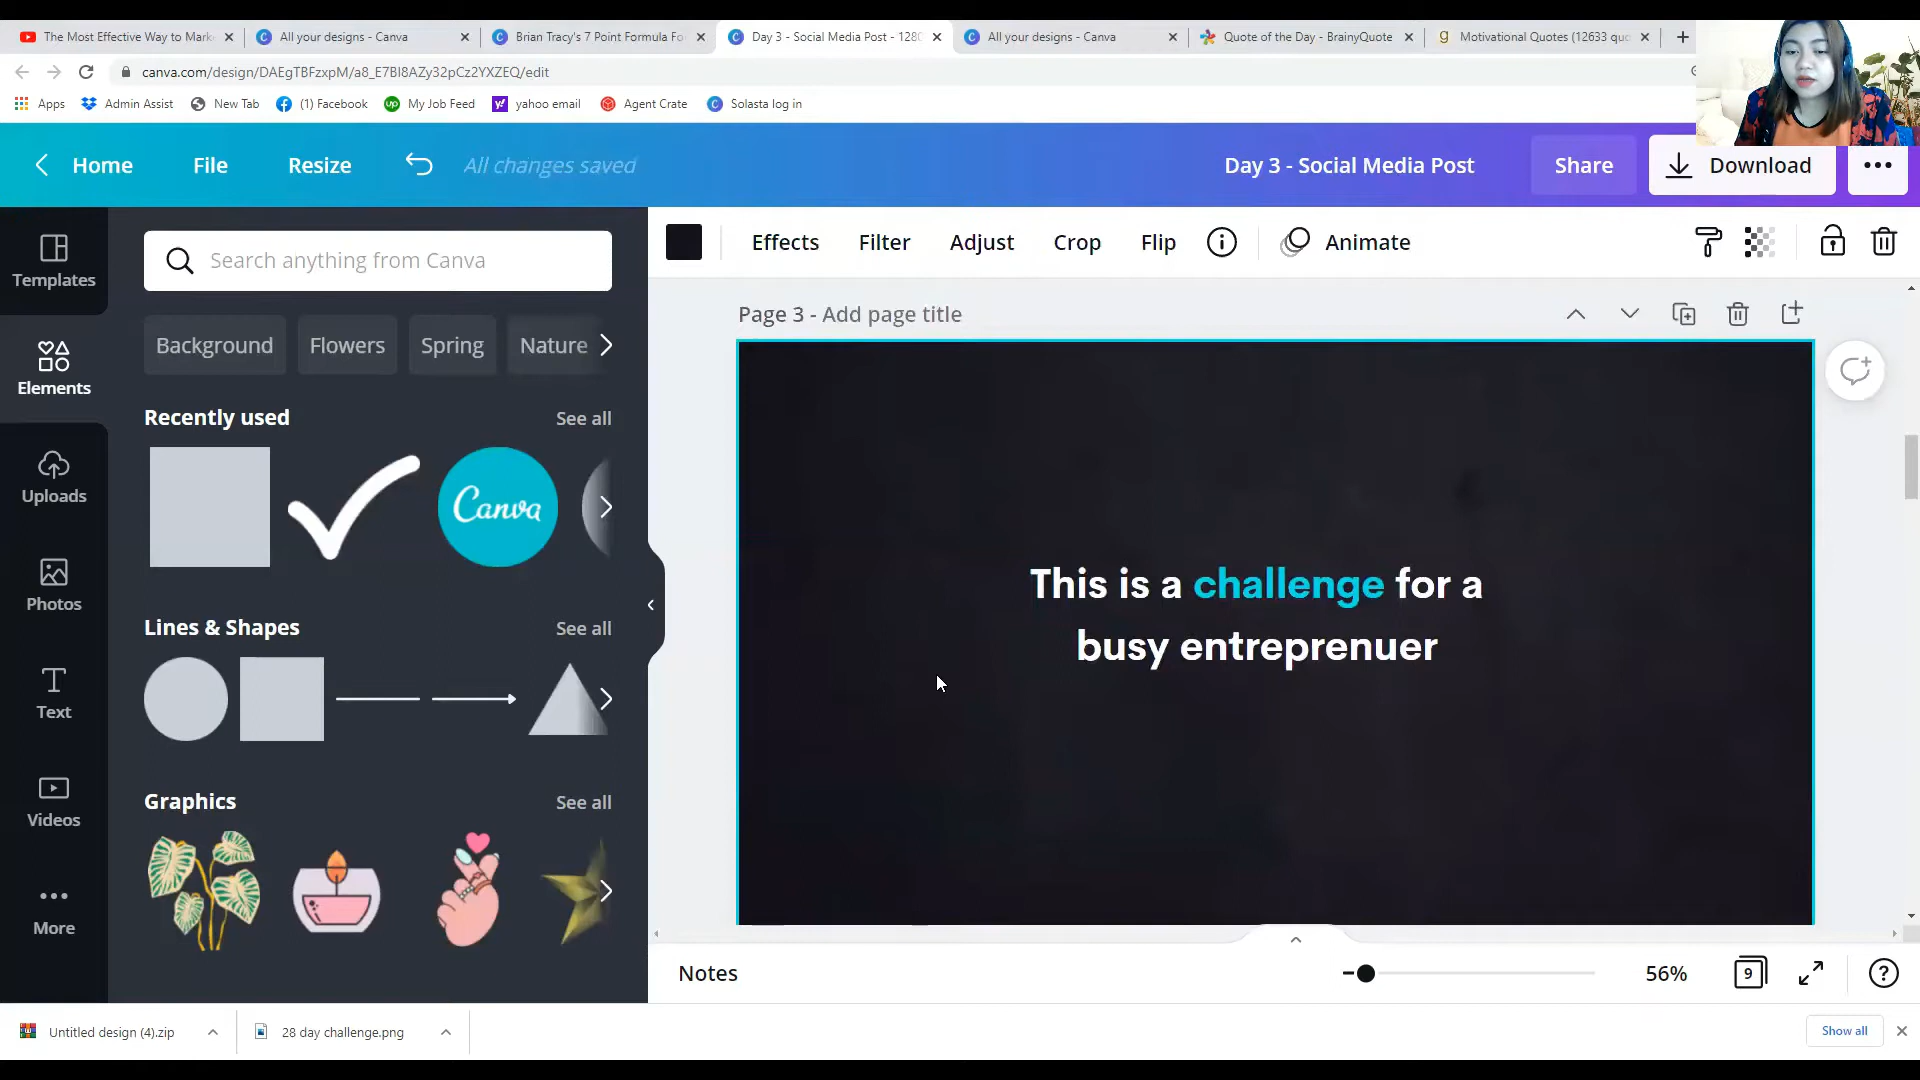 The Most Effective Way to Mark
All your designs - Canva
Brian Tracy's 7 Point Formula Fo
Day 3 - Social Media Post - 1280
All your designs - Canva
Quote of the Day - BrainyQuote
Motivational Quotes (12633 quo
canva.com/design/DAEgTBFzxpM/a8_E7BI8AZy32pCz2YXZEQ/edit
Apps
Admin Assist
New Tab
(1) Facebook
My Job Feed
yahoo email
Agent Crate
Solasta log in
Home
File
Resize
All changes saved
Day 3 - Social Media Post
Share
Download
Templates
Elements
Uploads
Photos
Text
Videos
More
Search anything from Canva
Background
Flowers
Spring
Nature
Recently used
See all
Canva
Lines & Shapes
See all
Graphics
See all
Effects
Filter
Adjust
Crop
Flip
Animate
Page 3 - Add page title
This is a challenge for a
busy entreprenuer
Notes
56%
9
Untitled design (4).zip
28 day challenge.png
Show all